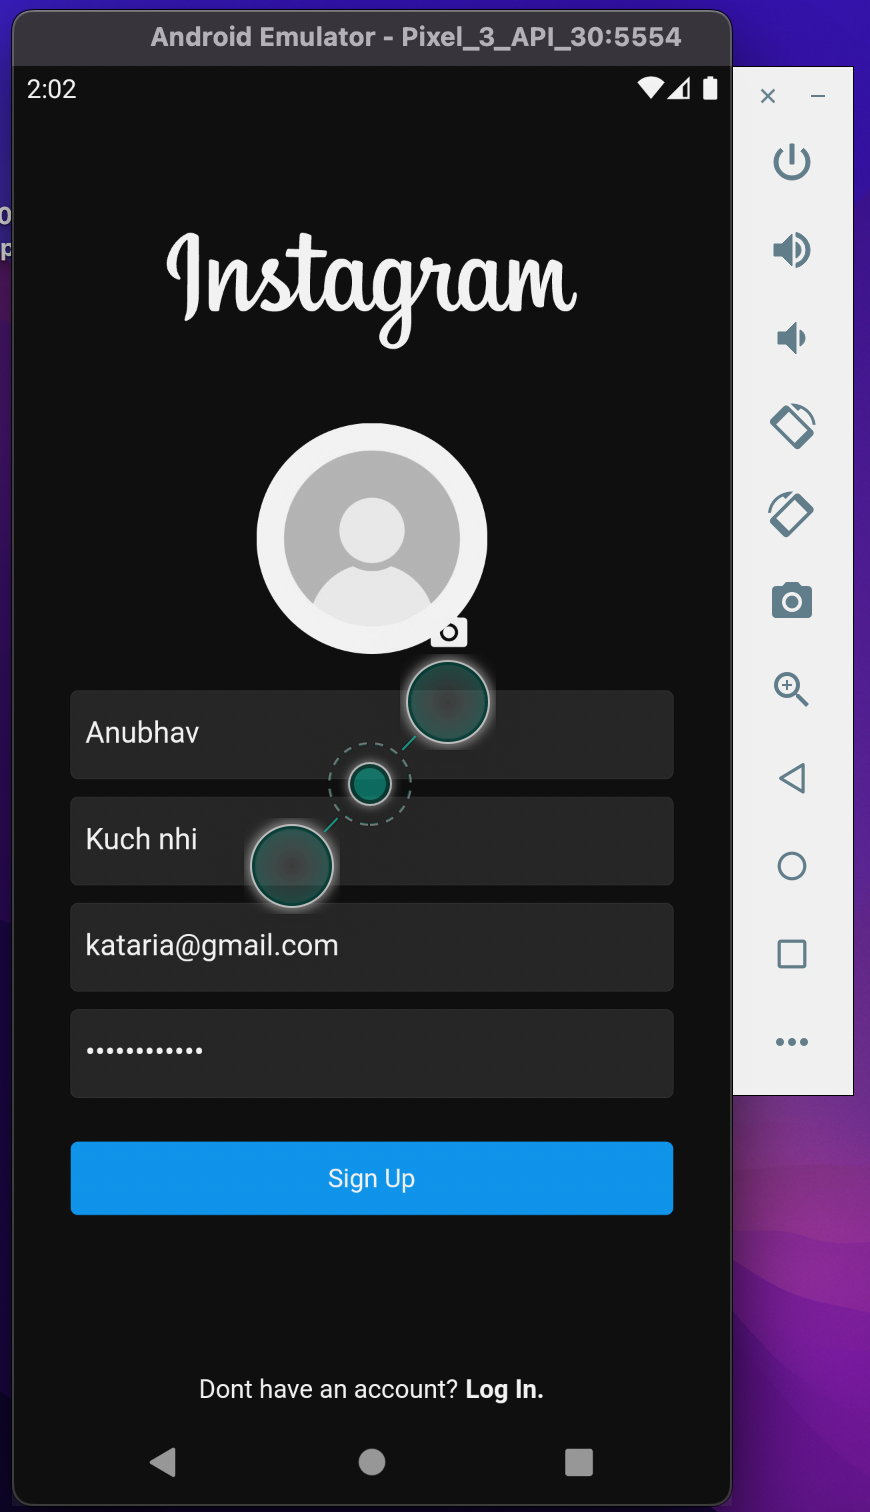 Android Emulator - Pixel_3_API_30:5554
2:02
Instagram
Anubhav
Kuch nhi
kataria@gmail.com
••••••••••••
Sign Up
Dont have an account? Log In.